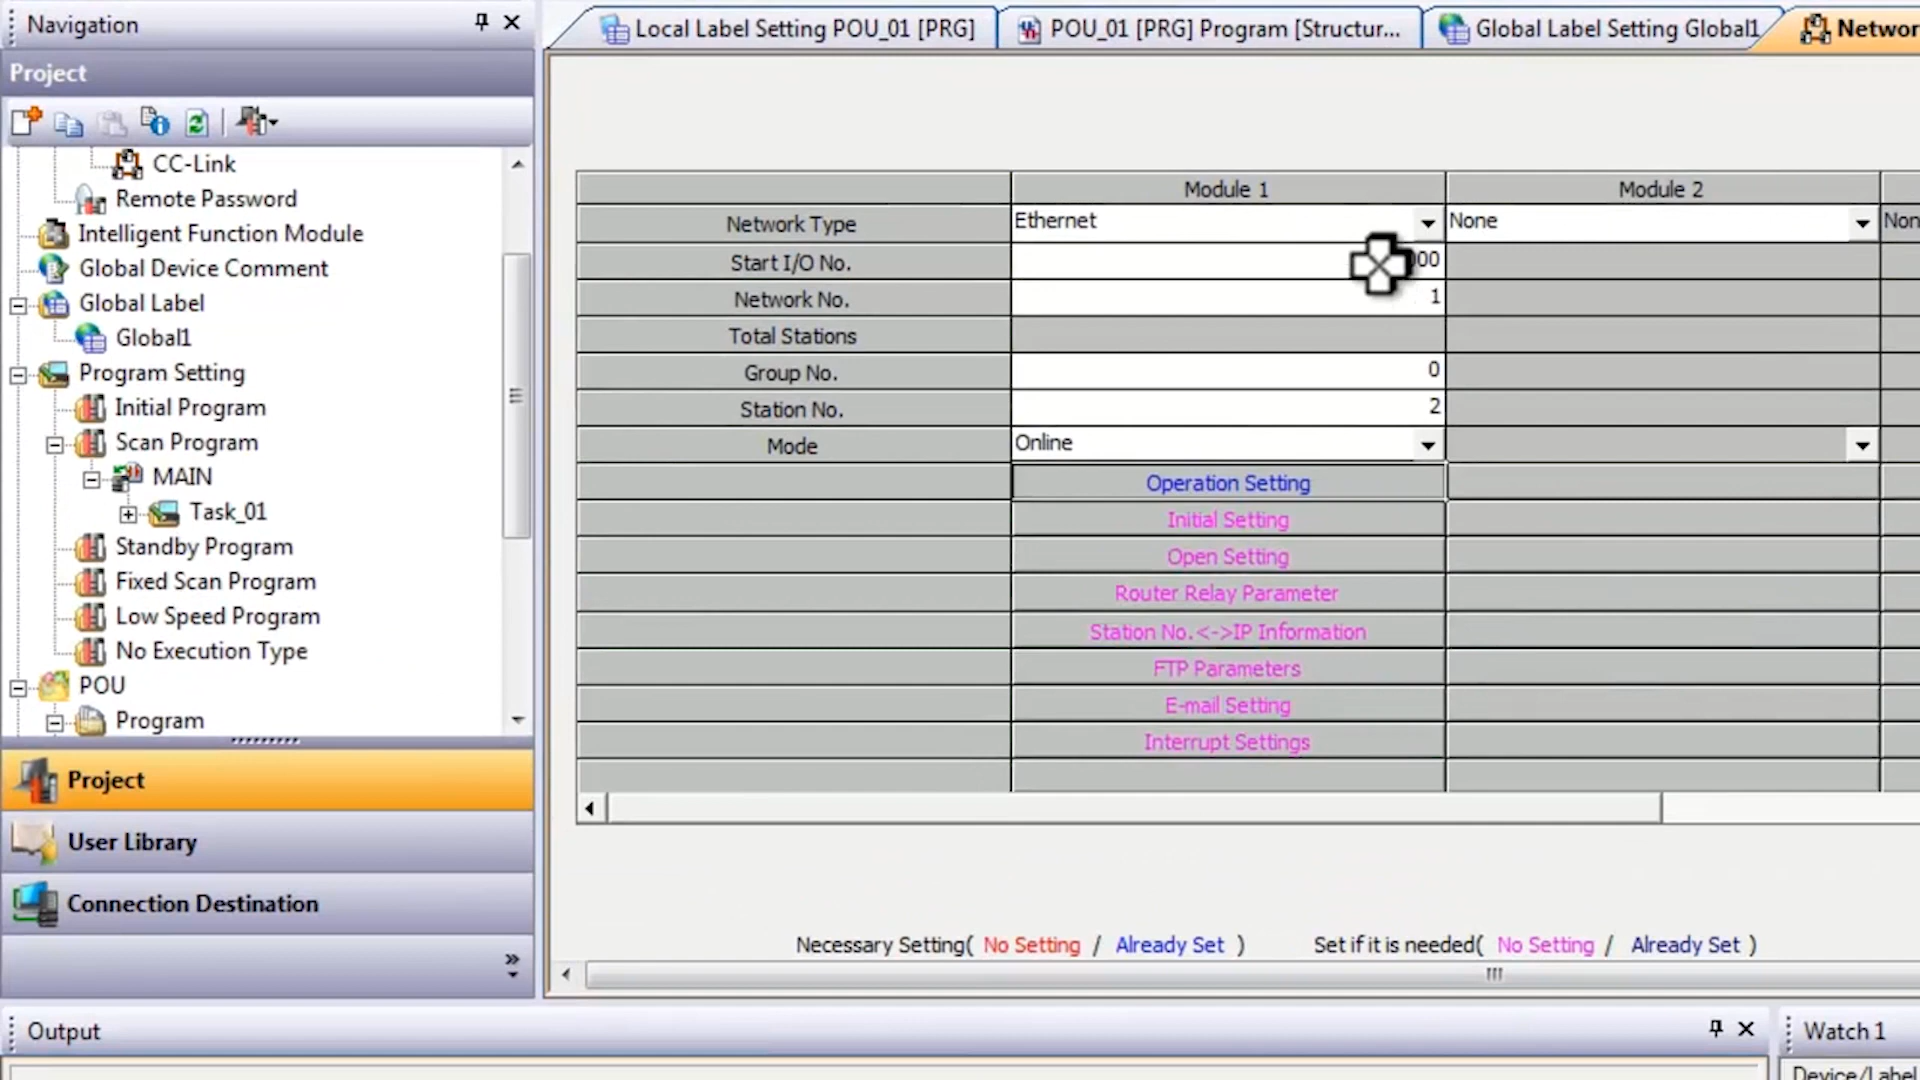 Navigation
Local Label Setting POU_01 [PRG]
POU_01 [PRG] Program [Structur...
Global Label Setting Global1
Project
CC-Link
Remote Password
Intelligent Function Module
Global Device Comment
Global Label
Global1
Program Setting
Initial Program
Scan Program
MAIN
Task_01
Standby Program
Fixed Scan Program
Low Speed Program
No Execution Type
POU
Program
Project
User Library
Connection Destination
Module 1
Module 2
Network Type
Ethernet
None
Start I/O No.
Network No.
1
Total Stations
Group No.
0
Station No.
2
Mode
Online
Operation Setting
Initial Setting
Open Setting
Router Relay Parameter
Station No.<->IP Information
FTP Parameters
E-mail Setting
Interrupt Settings
Necessary Setting( No Setting / Already Set )
Set if it is needed( No Setting / Already Set )
Output
Watch 1
Device/Label